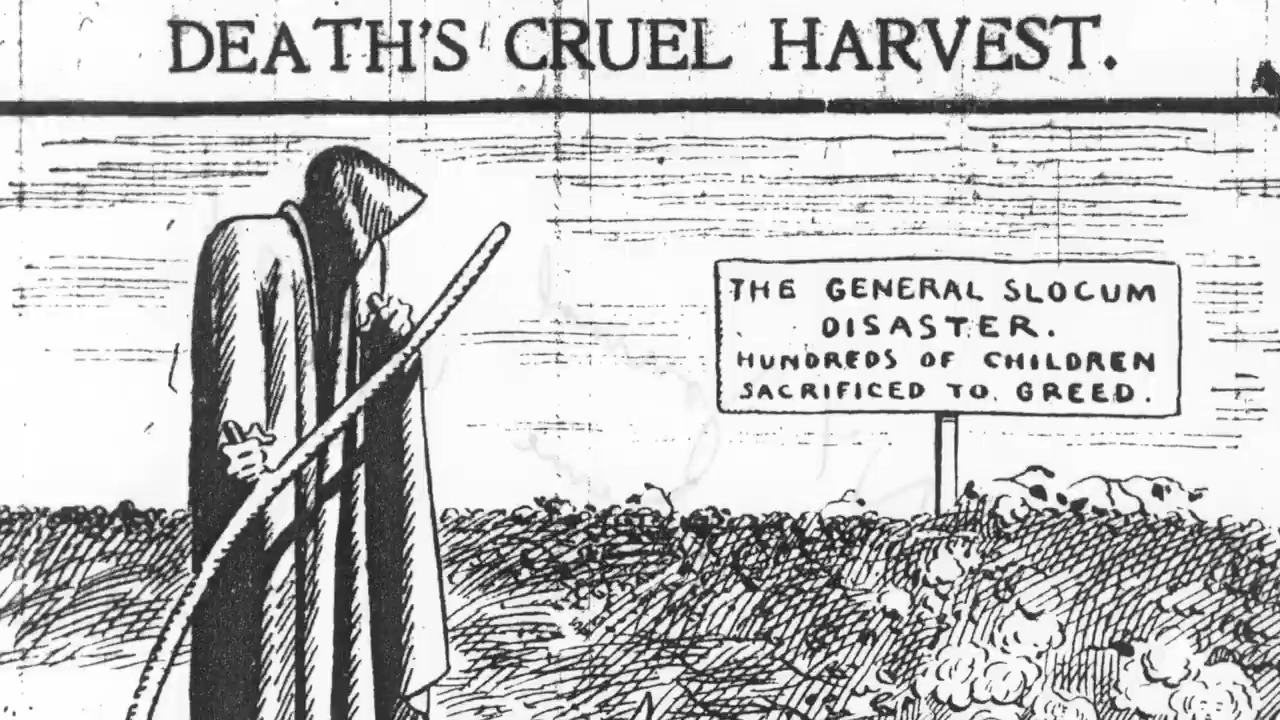 DEATH'S CRUEL HARVEST.
THE GENERAL SLOCUM
DISASTER.
HUNDREDS OF CHILDREN
SACRIFICED TO GREED.